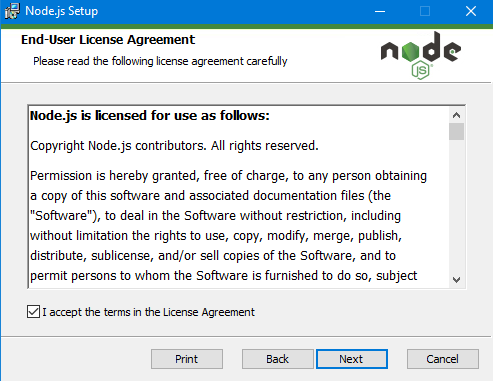 Node.js Setup
End-User License Agreement
Please read the following license agreement carefully
node
JS
Node.js is licensed for use as follows:
Copyright Node.js contributors. All rights reserved.
Permission is hereby granted, free of charge, to any person obtaining
a copy of this software and associated documentation files (the
"Software"), to deal in the Software without restriction, including
without limitation the rights to use, copy, modify, merge, publish,
distribute, sublicense, and/or sell copies of the Software, and to
permit persons to whom the Software is furnished to do so, subject
I accept the terms in the License Agreement
Print
Back
Next
Cancel